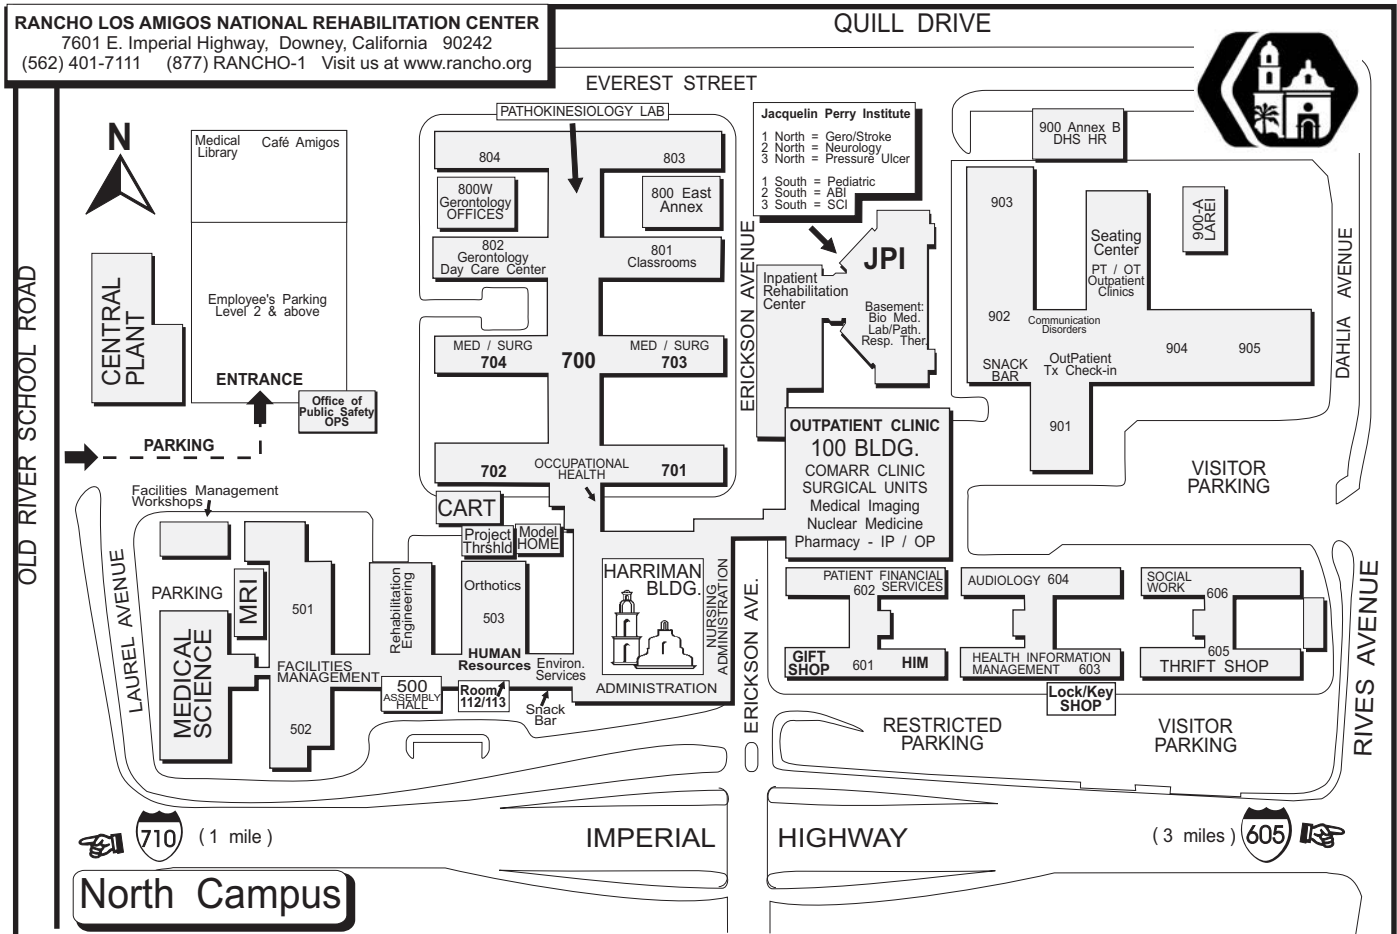 RANCHO LOS AMIGOS NATIONAL REHABILITATION CENTER
7601 E. Imperial Highway, Downey, California 90242
(562) 401-7111 (877) RANCHO-1 Visit us at www.rancho.org
QUILL DRIVE
EVEREST STREET
PATHOKINESIOLOGY LAB
Jacquelin Perry Institute
1 North = Gero/Stroke
2 North = Neurology
3 North = Pressure Ulcer
1 South = Pediatric
2 South = ABI
3 South = SCI
900 Annex B
DHS HR
N
Medical
Library
Café Amigos
804
803
800W
Gerontology
OFFICES
800 East
Annex
802
Gerontology
Day Care Center
801
Classrooms
ERICKSON AVENUE
JPI
Inpatient
Rehabilitation
Center
Basement:
Bio Med.
Lab/Path.
Resp. Ther.
903
Seating
Center
PT / OT
Outpatient
Clinics
900-A
LAREI
DAHLIA AVENUE
OLD RIVER SCHOOL ROAD
CENTRAL
PLANT
Employee's Parking
Level 2 & above
ENTRANCE
Office of
Public Safety
OPS
PARKING
MED / SURG
704
700
MED / SURG
703
902
Communication
Disorders
SNACK
BAR
OutPatient
Tx Check-in
904
905
901
702
OCCUPATIONAL
HEALTH
701
OUTPATIENT CLINIC
100 BLDG.
COMARR CLINIC
SURGICAL UNITS
Medical Imaging
Nuclear Medicine
Pharmacy - IP / OP
VISITOR
PARKING
Facilities Management
Workshops
CART
Project
Thrshld
Model
HOME
LAUREL AVENUE
PARKING
MRI
501
MEDICAL
SCIENCE
FACILITIES
MANAGEMENT
502
Rehabilitation
Engineering
Orthotics
503
HUMAN
Resources
Environ.
Services
500
ASSEMBLY
HALL
Room
112/113
Snack
Bar
HARRIMAN
BLDG.
NURSING
ADMINISTRATION
ADMINISTRATION
ERICKSON AVE.
PATIENT FINANCIAL
SERVICES
602
GIFT
SHOP
601
HIM
AUDIOLOGY 604
HEALTH INFORMATION
MANAGEMENT 603
Lock/Key
SHOP
SOCIAL
WORK
606
605
THRIFT SHOP
RIVES AVENUE
RESTRICTED
PARKING
VISITOR
PARKING
710
( 1 mile )
IMPERIAL HIGHWAY
( 3 miles )
605
North Campus